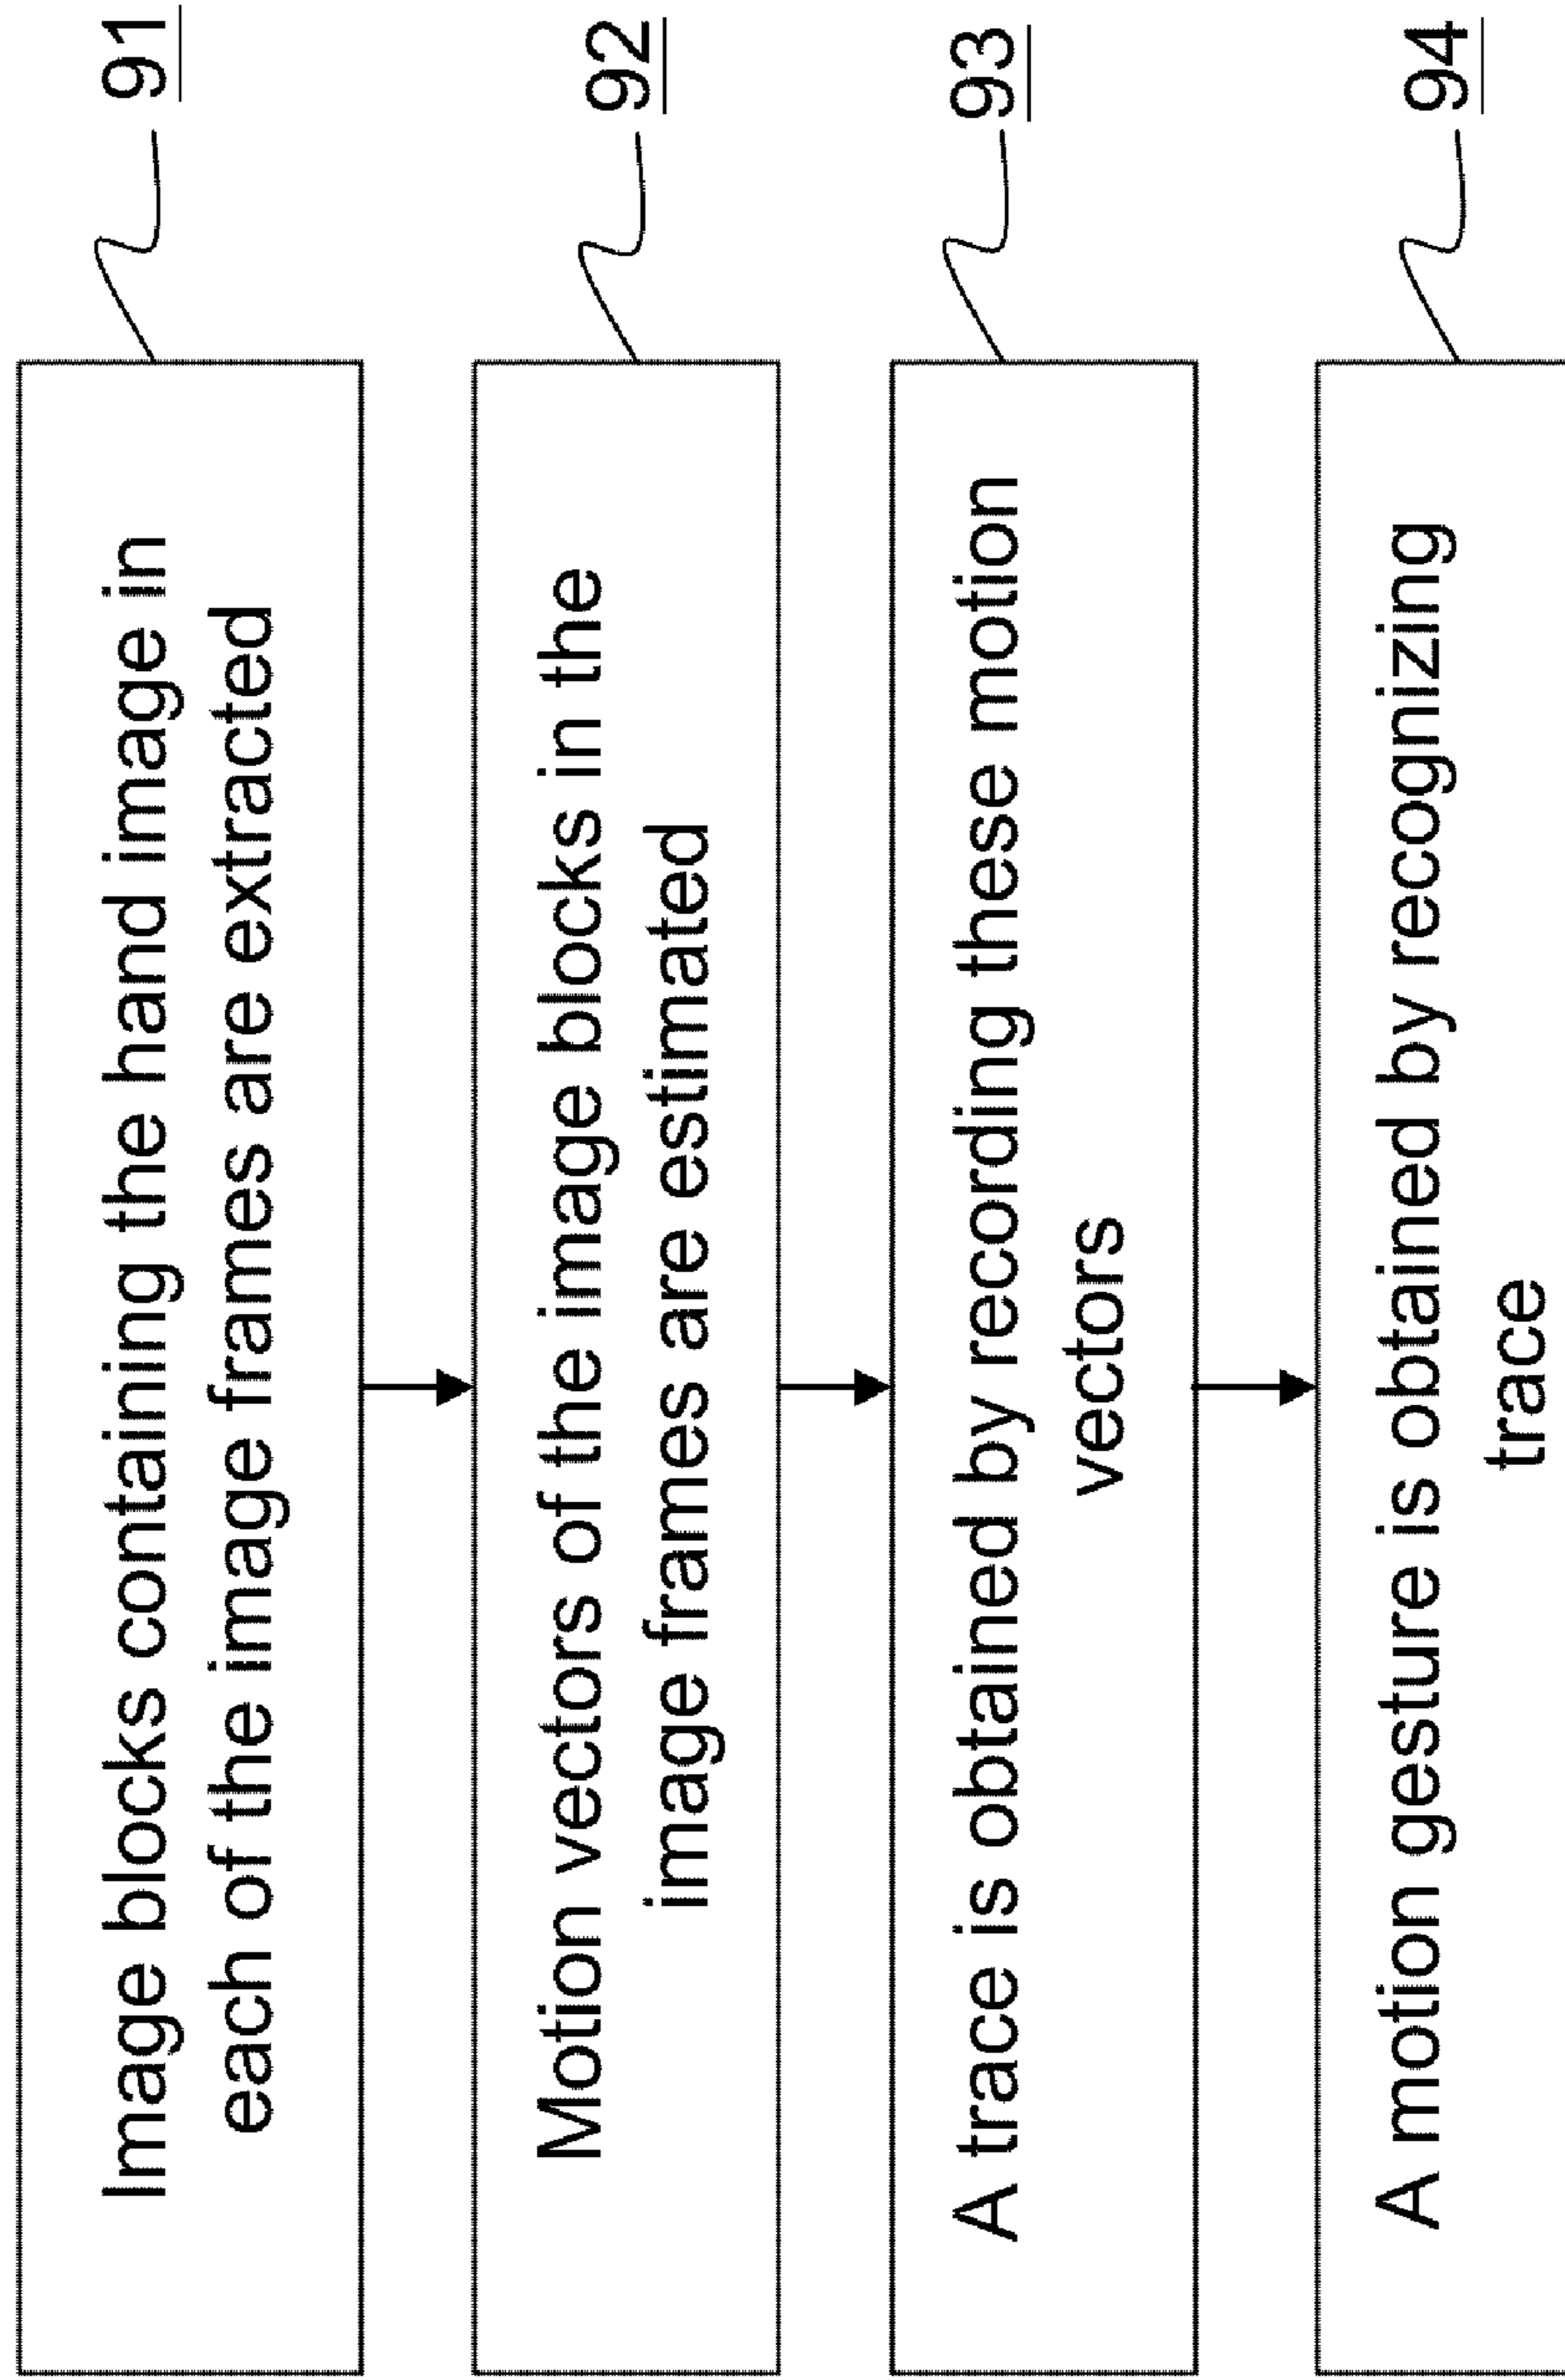 Image blocks containing the hand image in
each of the image frames are extracted
91
Motion vectors of the image blocks in the
image frames are estimated
92
A trace is obtained by recording these motion
vectors
93
A motion gesture is obtained by recognizing
trace
94